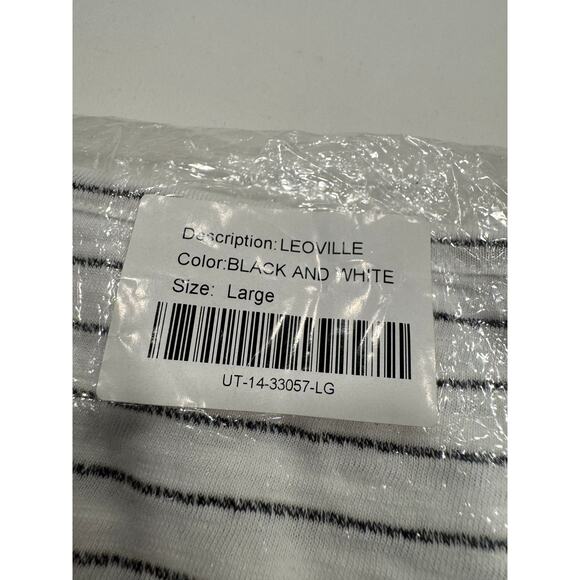 Description:LEOVILLE
Color:BLACK AND WHITE
Size: Large
UT-14-33057-LG